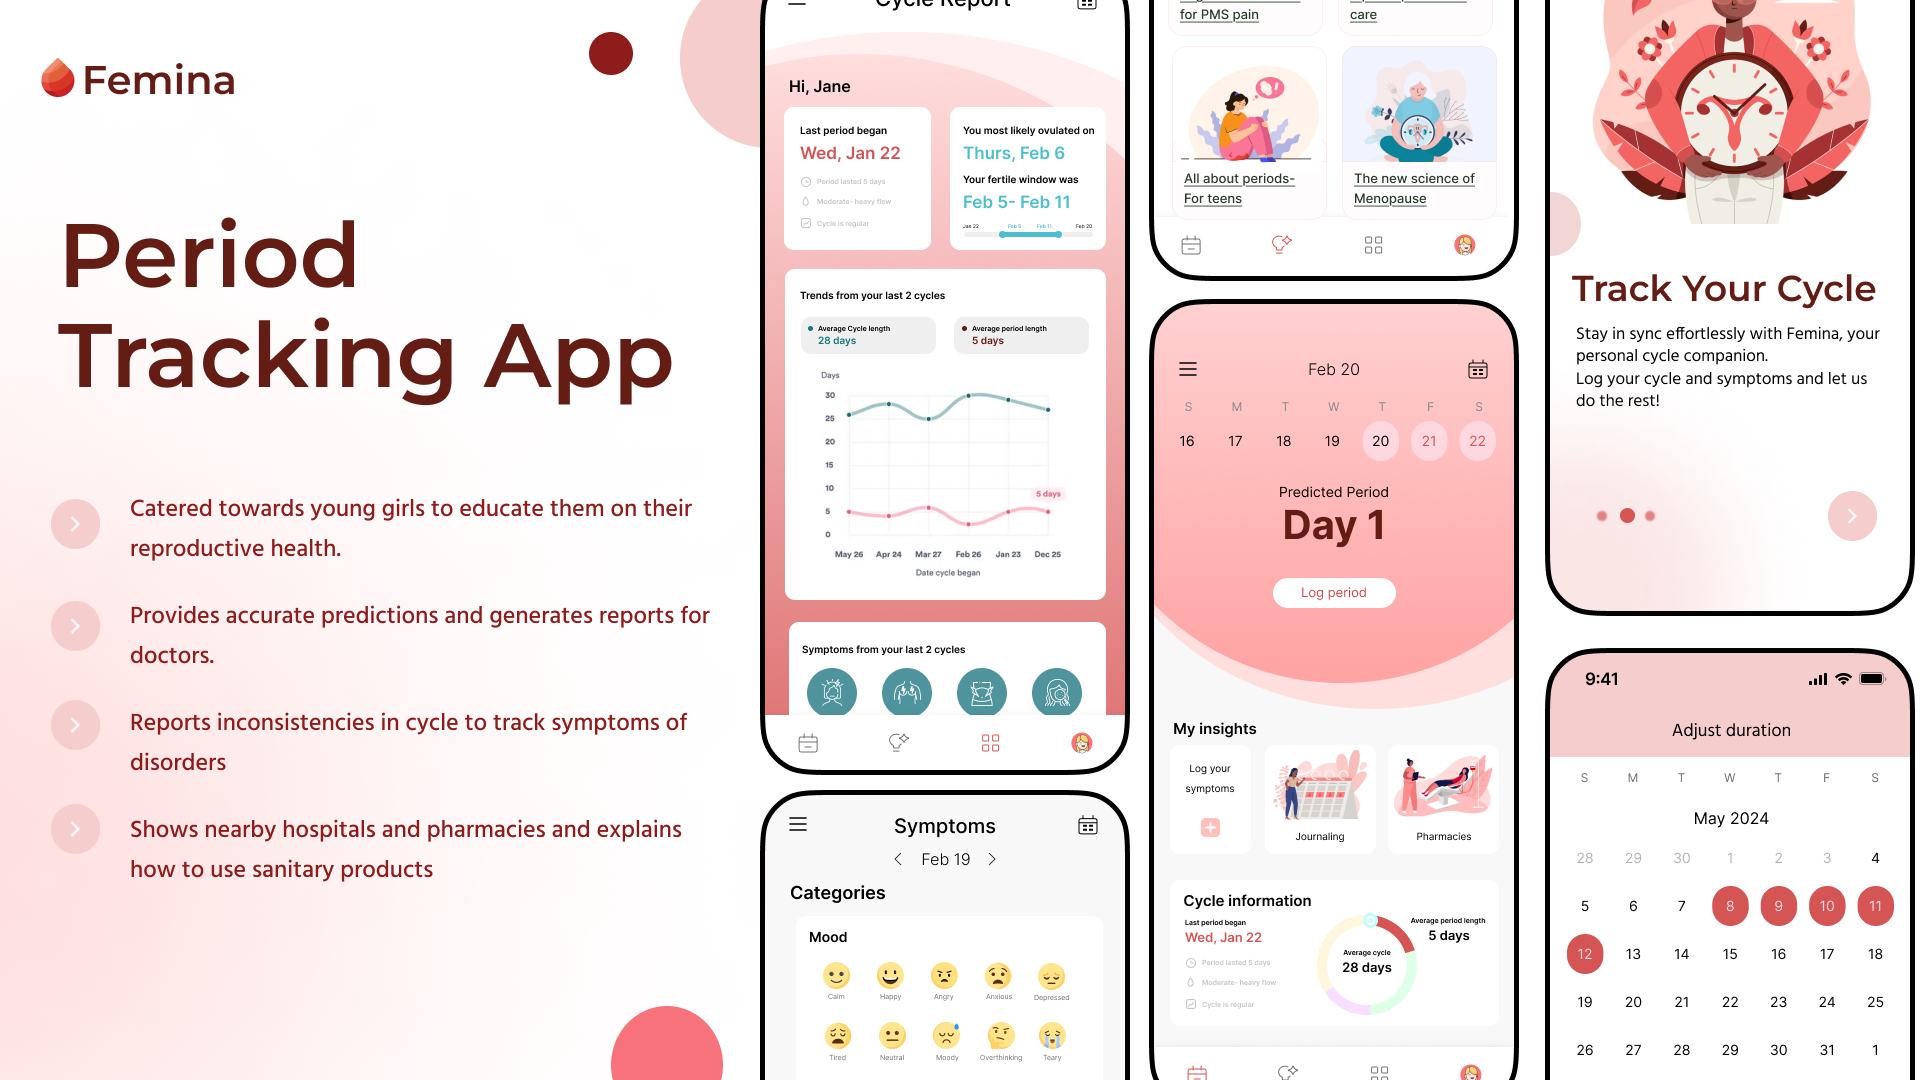 Femina
Period
Tracking App
Catered towards young girls to educate them on their
reproductive health.
Provides accurate predictions and generates reports for
doctors.
Reports inconsistencies in cycle to track symptoms of
disorders
Shows nearby hospitals and pharmacies and explains
how to use sanitary products
Cycle Report
Hi, Jane
Last period began
Wed, Jan 22
Period lasted 5 days
Moderate- heavy flow
Cycle is regular
You most likely ovulated on
Thurs, Feb 6
Your fertile window was
Feb 5- Feb 11
Jan 22 Feb 5 Feb 11 Feb 20
Trends from your last 2 cycles
Average Cycle length
28 days
Average period length
5 days
Days
30
25
20
15
10
5 days
5
0
May 26 Apr 24 Mar 27 Feb 26 Jan 23 Dec 25
Date cycle began
Symptoms from your last 2 cycles
Symptoms
Feb 19
Categories
Mood
Calm Happy Angry Anxious Depressed
Tired Neutral Moody Overthinking Teary
for PMS pain
care
All about periods-
For teens
The new science of
Menopause
Feb 20
S M T W T F S
16 17 18 19 20 21 22
Predicted Period
Day 1
Log period
My insights
Log your
symptoms
Journaling
Pharmacies
Cycle information
Last period began
Wed, Jan 22
Period lasted 5 days
Moderate- heavy flow
Cycle is regular
Average cycle
28 days
Average period length
5 days
Track Your Cycle
Stay in sync effortlessly with Femina, your
personal cycle companion.
Log your cycle and symptoms and let us
do the rest!
9:41
Adjust duration
S M T W T F S
May 2024
28 29 30 1 2 3 4
5 6 7 8 9 10 11
12 13 14 15 16 17 18
19 20 21 22 23 24 25
26 27 28 29 30 31 1